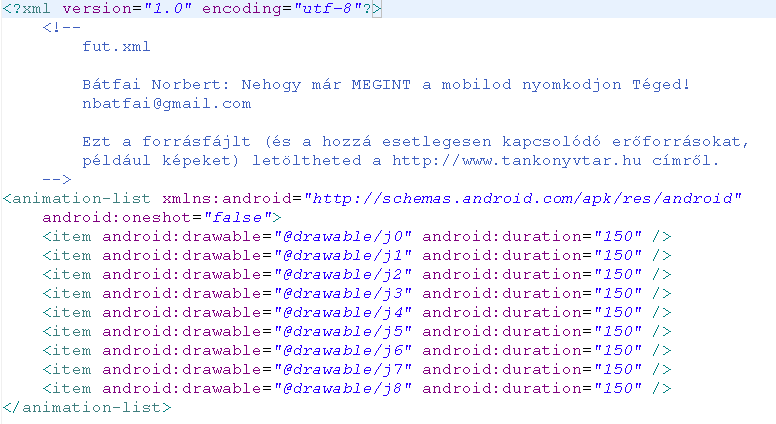 <?xml version="1.0" encoding="utf-8"?>
<!--
fut.xml
Bátfai Norbert: Nehogy már MEGINT a mobilod nyomkodjon Téged!
nbatfai@gmail.com
Ezt a forrásfájlt (és a hozzá esetlegesen kapcsolódó erőforrásokat,
például képeket) letöltheted a http://www.tankonyvtar.hu címről.
-->
<animation-list xmlns:android="http://schemas.android.com/apk/res/android"
android:oneshot="false">
<item android:drawable="@drawable/j0" android:duration="150" />
<item android:drawable="@drawable/j1" android:duration="150" />
<item android:drawable="@drawable/j2" android:duration="150" />
<item android:drawable="@drawable/j3" android:duration="150" />
<item android:drawable="@drawable/j4" android:duration="150" />
<item android:drawable="@drawable/j5" android:duration="150" />
<item android:drawable="@drawable/j6" android:duration="150" />
<item android:drawable="@drawable/j7" android:duration="150" />
<item android:drawable="@drawable/j8" android:duration="150" />
</animation-list>